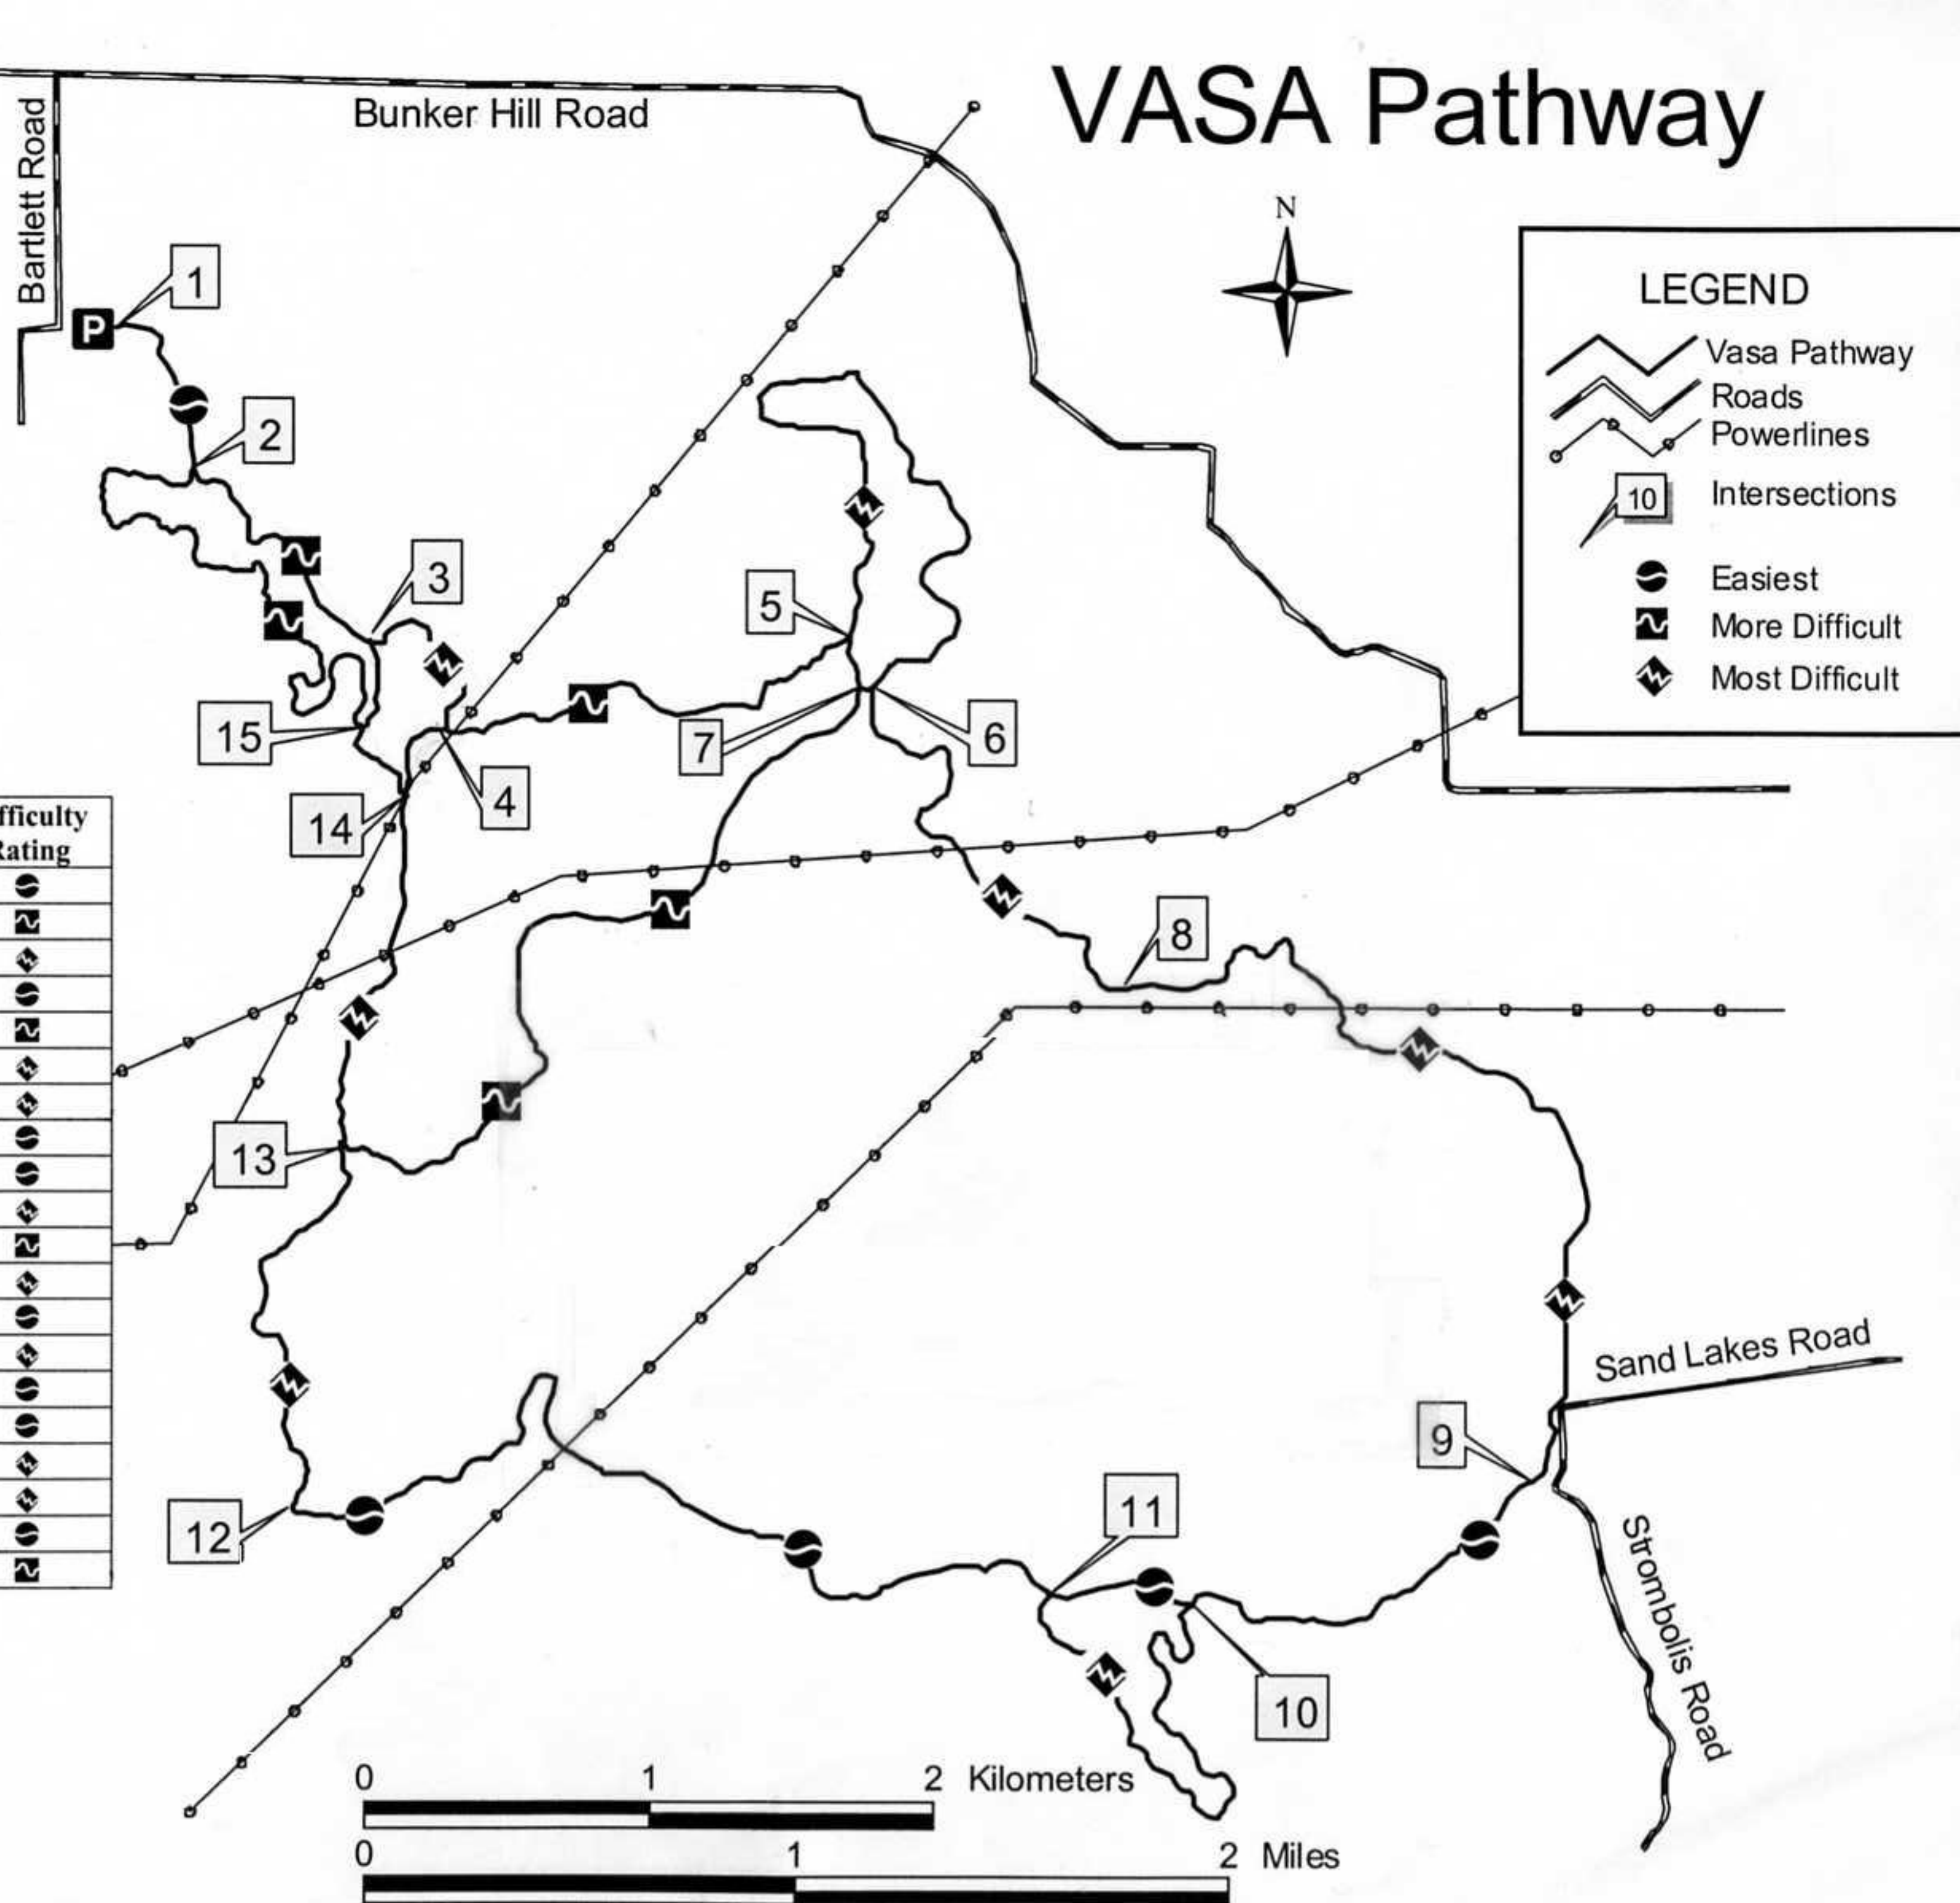 VASA Pathway
Bunker Hill Road
Bartlett Road
N
LEGEND
Vasa Pathway
Roads
Powerlines
10 Intersections
Easiest
More Difficult
Most Difficult
P
1
2
3
5
15
7
6
4
14
8
13
Sand Lakes Road
9
11
12
Strombolis Road
10
0 1 2 Kilometers
0 1 2 Miles